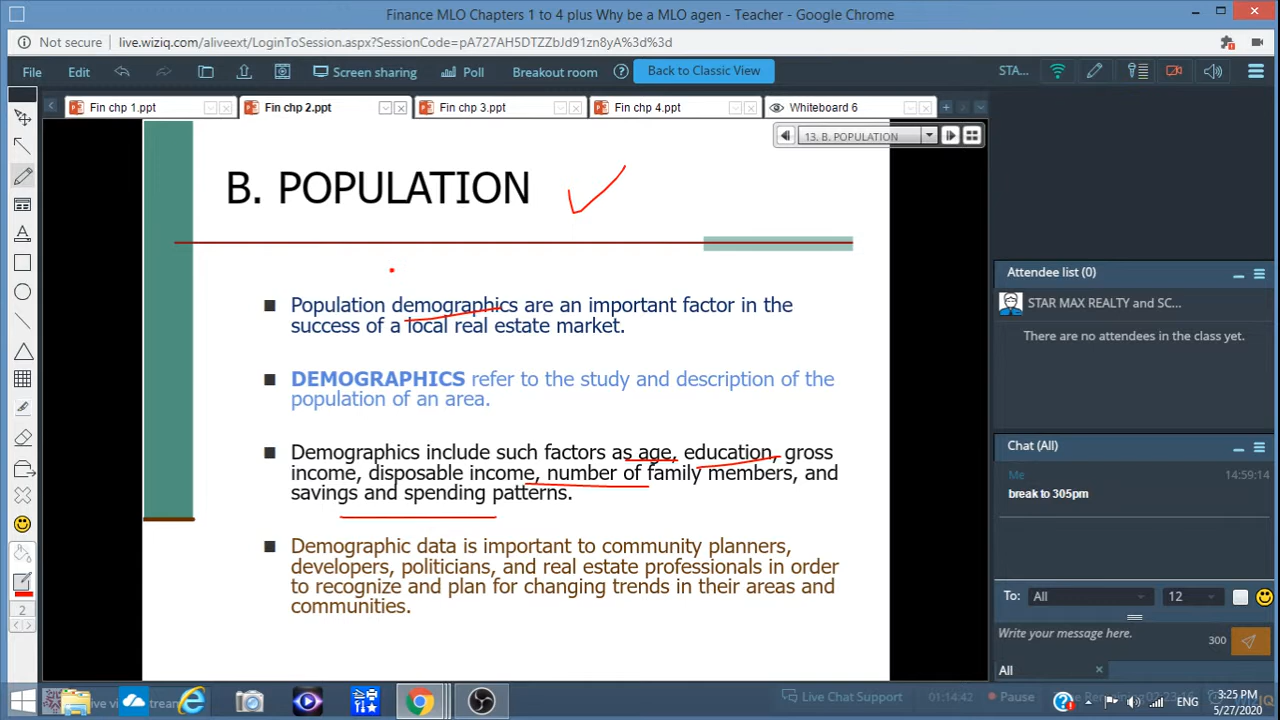 Finance MLO Chapters 1 to 4 plus Why be a MLO agen - Teacher - Google Chrome
Not secure | live.wiziq.com/aliveext/LoginToSession.aspx?SessionCode=pA727AH5DTZZbJd91zn8yA%3d%3d
File Edit Screen sharing Poll Breakout room ? Back to Classic View STA...
Fin chp 1.ppt Fin chp 2.ppt Fin chp 3.ppt Fin chp 4.ppt Whiteboard 6
13. B. POPULATION
B. POPULATION
Population demographics are an important factor in the
success of a local real estate market.
DEMOGRAPHICS refer to the study and description of the
population of an area.
Demographics include such factors as age, education, gross
income, disposable income, number of family members, and
savings and spending patterns.
Demographic data is important to community planners,
developers, politicians, and real estate professionals in order
to recognize and plan for changing trends in their areas and
communities.
2
Attendee list (0)
STAR MAX REALTY and SC...
There are no attendees in the class yet.
Chat (All)
Me 14:59:14
break to 305pm
To: All 12
Write your message here. 300
All
Live Chat Support 01:14:42 Pause
ENG
3:25 PM
5/27/2020